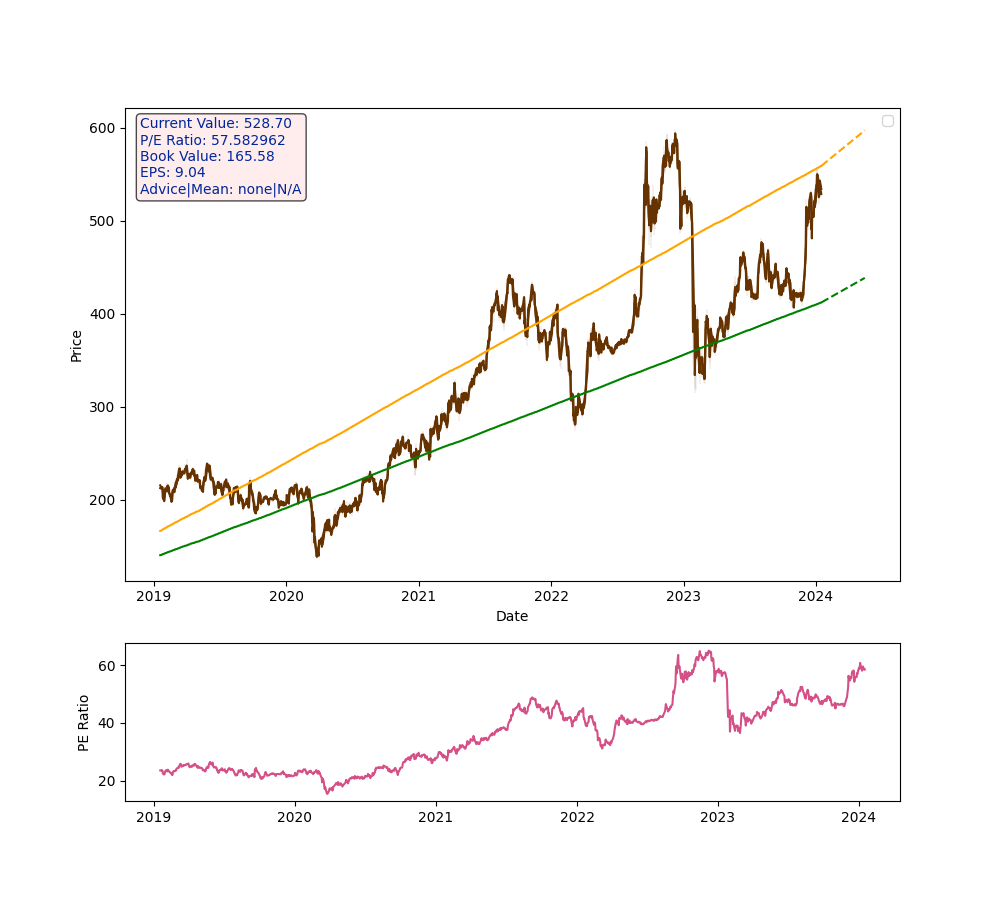 Current Value: 528.70
P/E Ratio: 57.582962
Book Value: 165.58
EPS: 9.04
Advice|Mean: none|N/A
600
500
400
300
200
Price
2019 2020 2021 2022 2023 2024
Date
60
40
20
PE Ratio
2019 2020 2021 2022 2023 2024